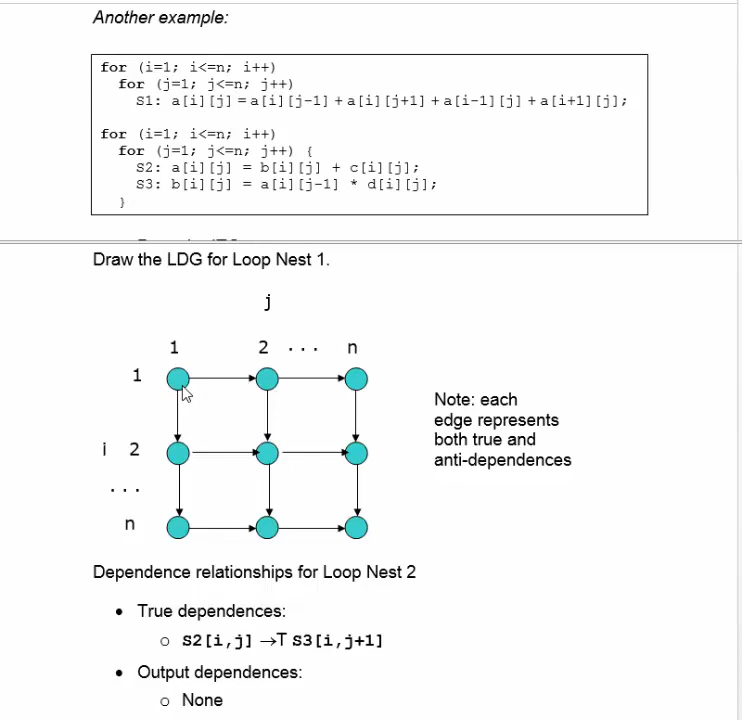 Another example:
for (i=1; i<=n; i++)
for (j=1; j<=n; j++)
S1: a[i][j] = a[i][j-1] + a[i][j+1] + a[i-1][j] + a[i+1][j];
for (i=1; i<=n; i++)
for (j=1; j<=n; j++) {
S2: a[i][j] = b[i][j] + c[i][j];
S3: b[i][j] = a[i][j-1] * d[i][j];
}
Draw the LDG for Loop Nest 1.
j
1 2 ... n
1
i 2
...
n
Note: each
edge represents
both true and
anti-dependences
Dependence relationships for Loop Nest 2
• True dependences:
o S2[i,j] →T S3[i,j+1]
• Output dependences:
o None